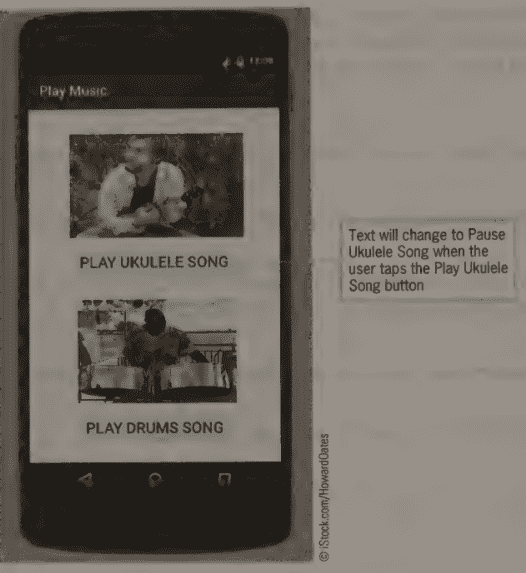 Play Music
PLAY UKULELE SONG
PLAY DRUMS SONG
Text will change to Pause
Ukulele Song when the
user taps the Play Ukulele
Song button
© iStock.com/HowardOates